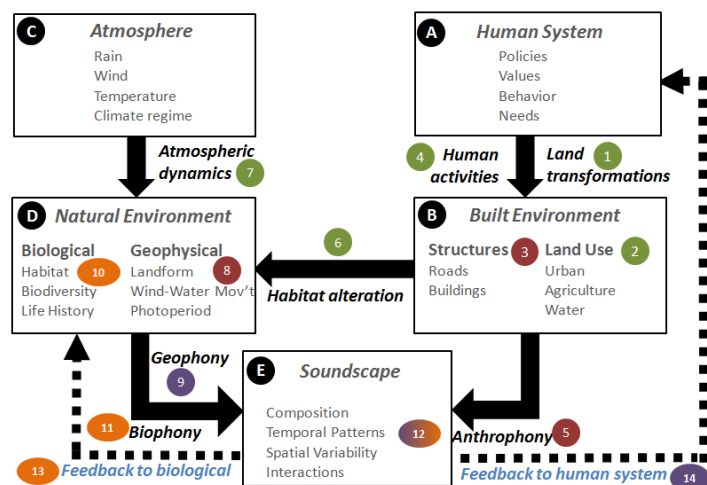 C Atmosphere
Rain
Wind
Temperature
Climate regime
A Human System
Policies
Values
Behavior
Needs
Atmospheric
dynamics 7
4 Human
activities
Land 1
transformations
D Natural Environment
Biological
Habitat 10
Biodiversity
Life History
Geophysical
Landform 8
Wind-Water Mov't
Photoperiod
6
Habitat alteration
B Built Environment
Structures 3
Roads
Buildings
Land Use 2
Urban
Agriculture
Water
Geophony
9
11 Biophony
E Soundscape
Composition
Temporal Patterns 12
Spatial Variability
Interactions
Anthrophony 5
13 Feedback to biological
Feedback to human system 14